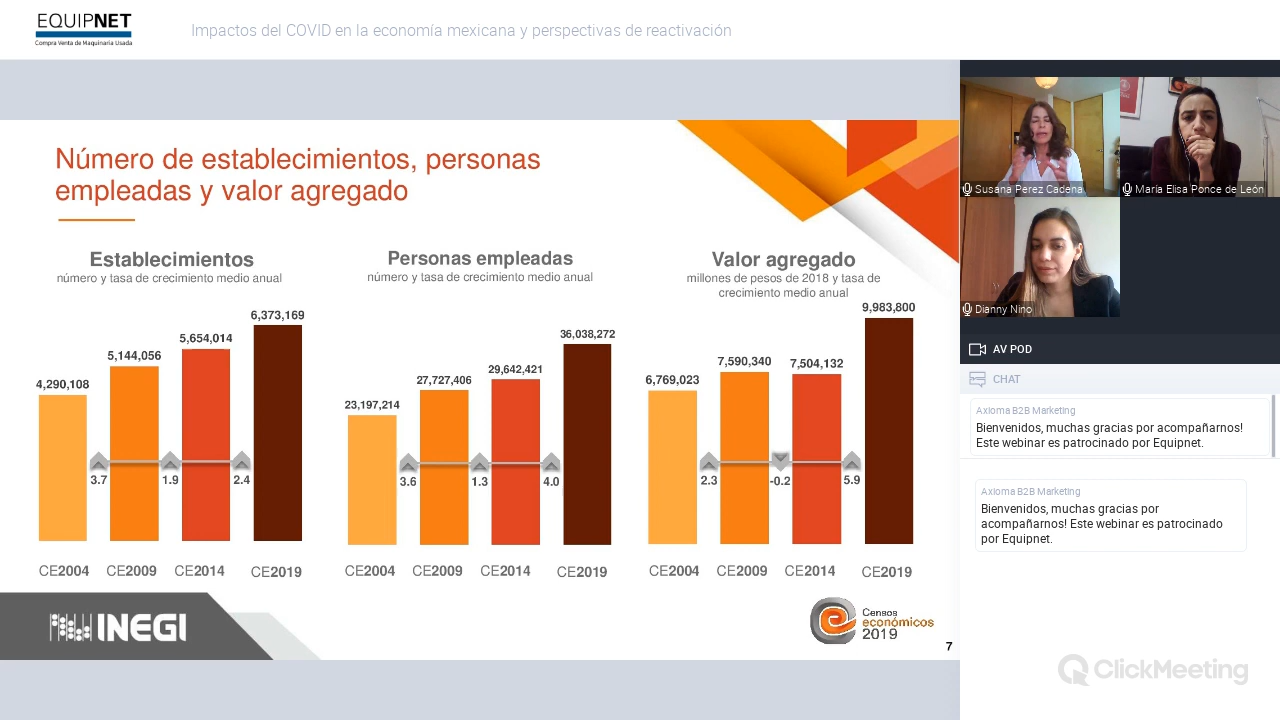 EQUIPNET
Compra Venta de Maquinaria Usada
Impactos del COVID en la economía mexicana y perspectivas de reactivación
Número de establecimientos, personas
empleadas y valor agregado
Establecimientos
número y tasa de crecimiento medio anual
4,290,108
5,144,056
5,654,014
6,373,169
3.7
1.9
2.4
CE2004
CE2009
CE2014
CE2019
Personas empleadas
número y tasa de crecimiento medio anual
23,197,214
27,727,406
29,642,421
36,038,272
3.6
1.3
4.0
CE2004
CE2009
CE2014
CE2019
Valor agregado
millones de pesos de 2018 y tasa de
crecimiento medio anual
6,769,023
7,590,340
7,504,132
9,983,800
2.3
-0.2
5.9
CE2004
CE2009
CE2014
CE2019
INEGI
Censos
económicos
2019
7
Susana Perez Cadena
María Elisa Ponce de León
Dianny Nino
AV POD
CHAT
Axioma B2B Marketing
Bienvenidos, muchas gracias por acompañarnos!
Este webinar es patrocinado por Equipnet.
Axioma B2B Marketing
Bienvenidos, muchas gracias por
acompañarnos! Este webinar es patrocinado
por Equipnet.
ClickMeeting